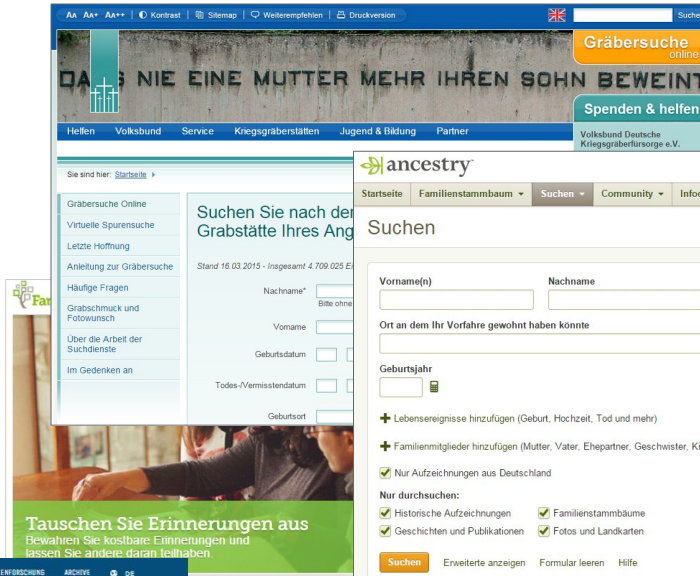 AA AA+ AA++ Kontrast Sitemap Weiterempfehlen Druckversion Suche
DASS NIE EINE MUTTER MEHR IHREN SOHN BEWEINT
Gräbersuche
online
Helfen Volksbund Service Kriegsgräberstätten Jugend & Bildung Partner
Spenden & helfen
Volksbund Deutsche
Kriegsgräberfürsorge e.V.
Sie sind hier: Startseite
Gräbersuche Online
Virtuelle Spurensuche
Letzte Hoffnung
Anleitung zur Gräbersuche
Häufige Fragen
Grabschmuck und
Fotowunsch
Über die Arbeit der
Suchdienste
Im Gedenken an
Suchen Sie nach der
Grabstätte Ihres Ang
Stand 16.03.2015 - Insgesamt 4.709.025 Ei
Nachname*
Bitte ohne
Vorname
Geburtsdatum
Todes-/Vermisstendatum
Geburtsort
ancestry
Startseite Familienstammbaum Suchen Community Info
Suchen
Vorname(n) Nachname
Ort an dem Ihr Vorfahre gewohnt haben könnte
Geburtsjahr
Lebensereignisse hinzufügen (Geburt, Hochzeit, Tod und mehr)
Familienmitglieder hinzufügen (Mutter, Vater, Ehepartner, Geschwister, Ki
Nur Aufzeichnungen aus Deutschland
Nur durchsuchen:
Historische Aufzeichnungen Familienstammbäume
Geschichten und Publikationen Fotos und Landkarten
Suchen Erweiterte anzeigen Formular leeren Hilfe
Fam
Tauschen Sie Erinnerungen aus
Bewahren Sie kostbare Erinnerungen und
lassen Sie andere daran teilhaben.
ENFORSCHUNG ARCHIVE DE